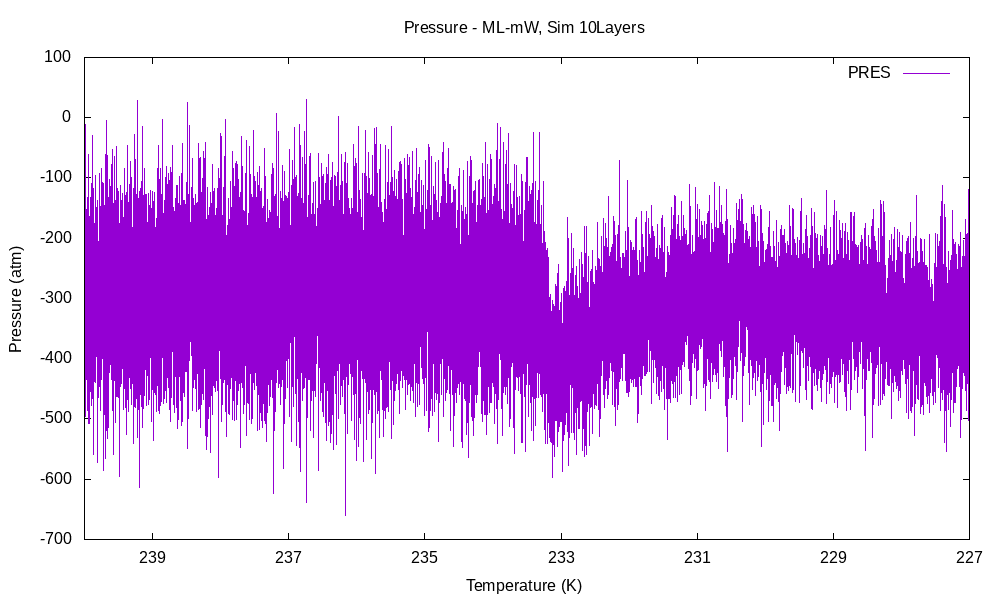 Pressure - ML-mW, Sim 10Layers
PRES
100
0
-100
-200
-300
-400
-500
-600
-700
Pressure (atm)
239 237 235 233 231 229 227
Temperature (K)